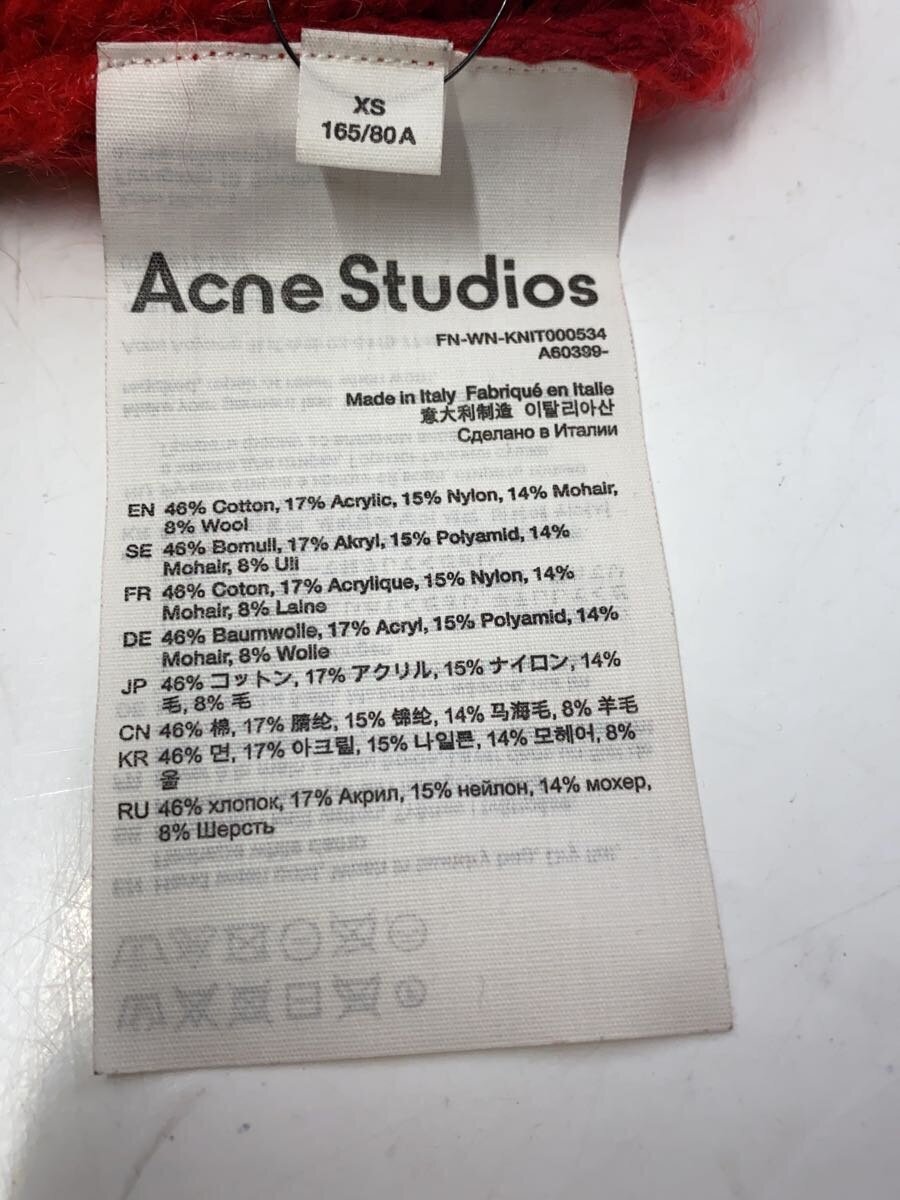 XS
165/80A
Acne Studios
FN-WN-KNIT000534
A60399-
Made in Italy Fabriqué en Italie
意大利制造 이탈리아산
Сделано в Италии
EN 46% Cotton, 17% Acrylic, 15% Nylon, 14% Mohair,
8% Wool
SE 46% Bomull, 17% Akryl, 15% Polyamid, 14%
Mohair, 8% Ull
FR 46% Coton, 17% Acrylique, 15% Nylon, 14%
Mohair, 8% Laine
DE 46% Baumwolle, 17% Acryl, 15% Polyamid, 14%
Mohair, 8% Wolle
JP 46% コットン, 17% アクリル, 15% ナイロン, 14%
毛, 8% 毛
CN 46% 棉, 17% 腈纶, 15% 锦纶, 14% 马海毛, 8% 羊毛
KR 46% 면, 17% 아크릴, 15% 나일론, 14% 모헤어, 8%
울
RU 46% хлопок, 17% Акрил, 15% нейлон, 14% мохер,
8% Шерсть